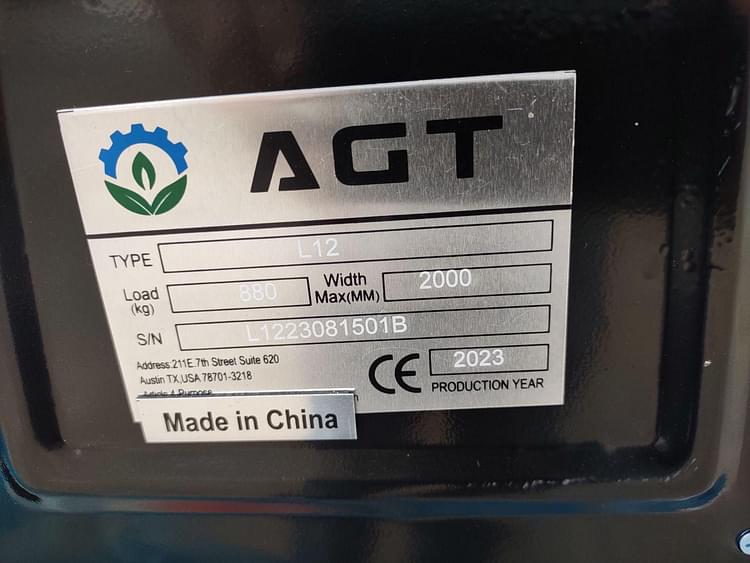 AGT
TYPE L12
Load (kg) 880 Width Max(MM) 2000
S/N L1223081501B
Address:211E.7th Street Suite 620
Austin TX,USA 78701-3218
CE 2023
PRODUCTION YEAR
Made in China